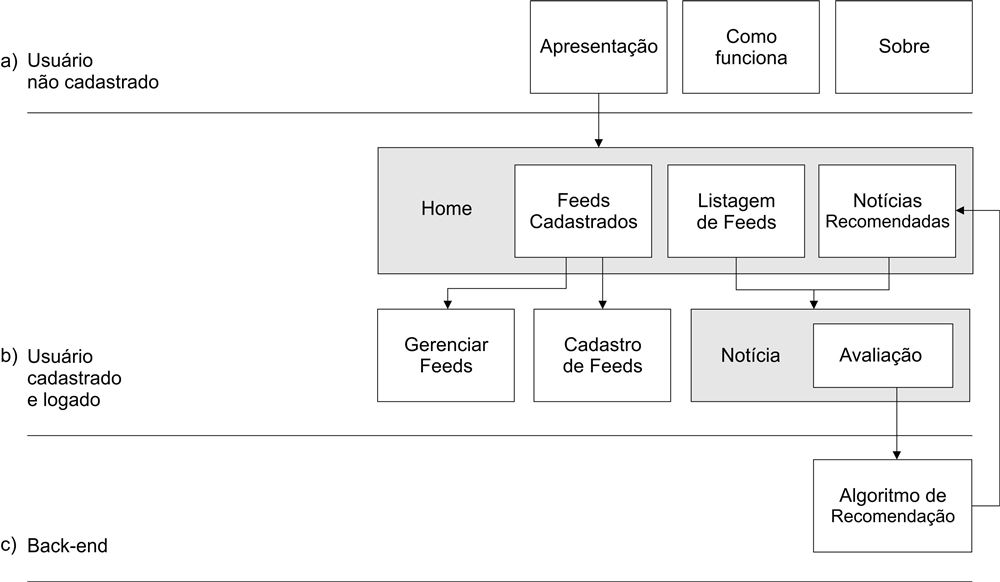 a) Usuário
não cadastrado
Apresentação
Como
funciona
Sobre
Home
Feeds
Cadastrados
Listagem
de Feeds
Notícias
Recomendadas
b) Usuário
cadastrado
e logado
Gerenciar
Feeds
Cadastro
de Feeds
Notícia
Avaliação
c) Back-end
Algoritmo de
Recomendação